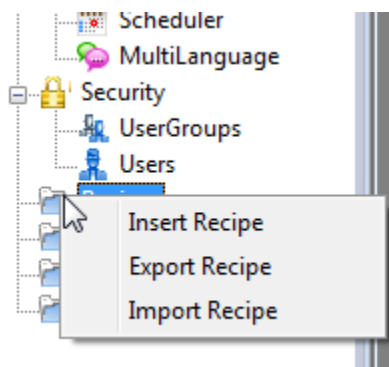 Scheduler
MultiLanguage
Security
UserGroups
Users
Insert Recipe
Export Recipe
Import Recipe